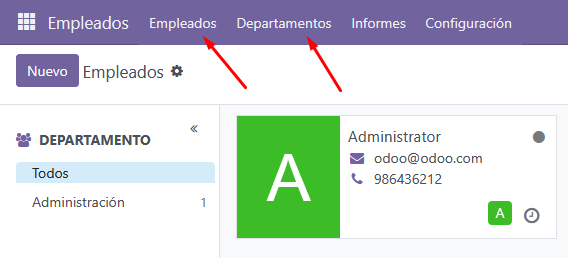 Empleados Empleados Departamentos Informes Configuración
Nuevo Empleados
DEPARTAMENTO «
Todos
Administración 1
A
Administrator
odoo@odoo.com
986436212
A